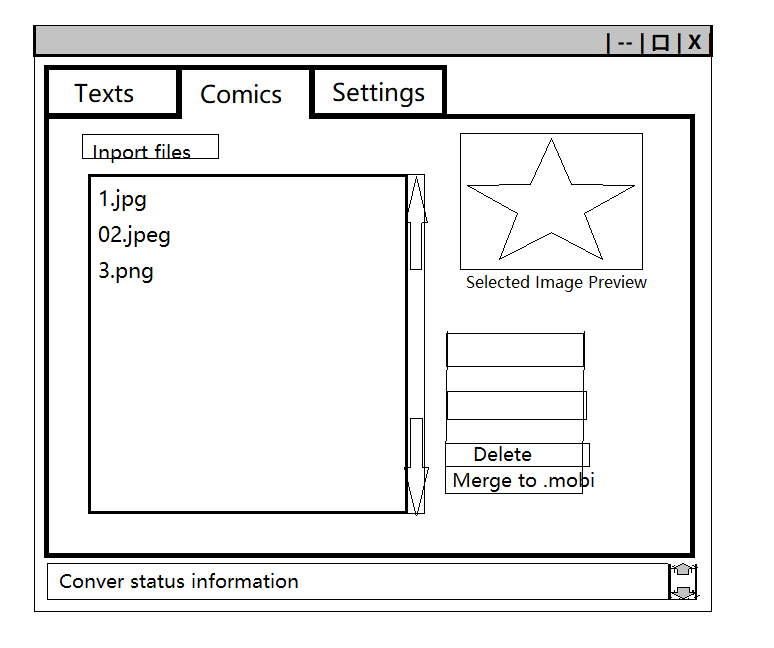 | -- | 口 | X
Texts
Comics
Settings
Inport files
1.jpg
02.jpeg
3.png
Selected Image Preview
Delete
Merge to .mobi
Conver status information